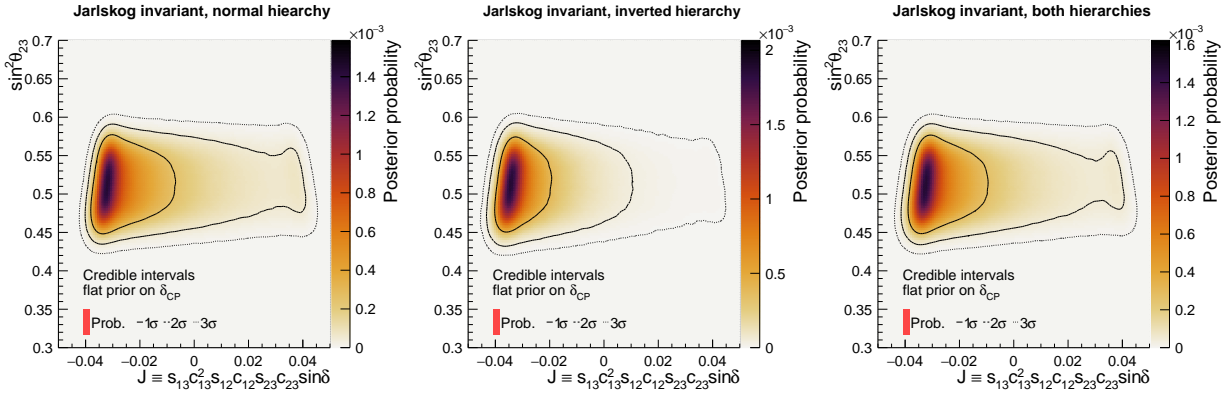 Jarlskog invariant, normal hiearchy
×10⁻³
sin²θ₂₃
0.7
0.65
0.6
0.55
0.5
0.45
0.4
0.35
0.3
1.4
1.2
1
0.8
0.6
0.4
0.2
0
Posterior probability
Credible intervals
flat prior on δ_CP
Prob. −1σ ··2σ ···3σ
−0.04 −0.02 0 0.02 0.04
J ≡ s₁₃c²₁₃s₁₂c₁₂s₂₃c₂₃sinδ
Jarlskog invariant, inverted hierarchy
×10⁻³
sin²θ₂₃
0.7
0.65
0.6
0.55
0.5
0.45
0.4
0.35
0.3
2
1.5
1
0.5
0
Posterior probability
Credible intervals
flat prior on δ_CP
Prob. −1σ ··2σ ···3σ
−0.04 −0.02 0 0.02 0.04
J ≡ s₁₃c²₁₃s₁₂c₁₂s₂₃c₂₃sinδ
Jarlskog invariant, both hierarchies
×10⁻³
sin²θ₂₃
0.7
0.65
0.6
0.55
0.5
0.45
0.4
0.35
0.3
1.6
1.4
1.2
1
0.8
0.6
0.4
0.2
0
Posterior probability
Credible intervals
flat prior on δ_CP
Prob. −1σ ··2σ ···3σ
−0.04 −0.02 0 0.02 0.04
J ≡ s₁₃c²₁₃s₁₂c₁₂s₂₃c₂₃sinδ